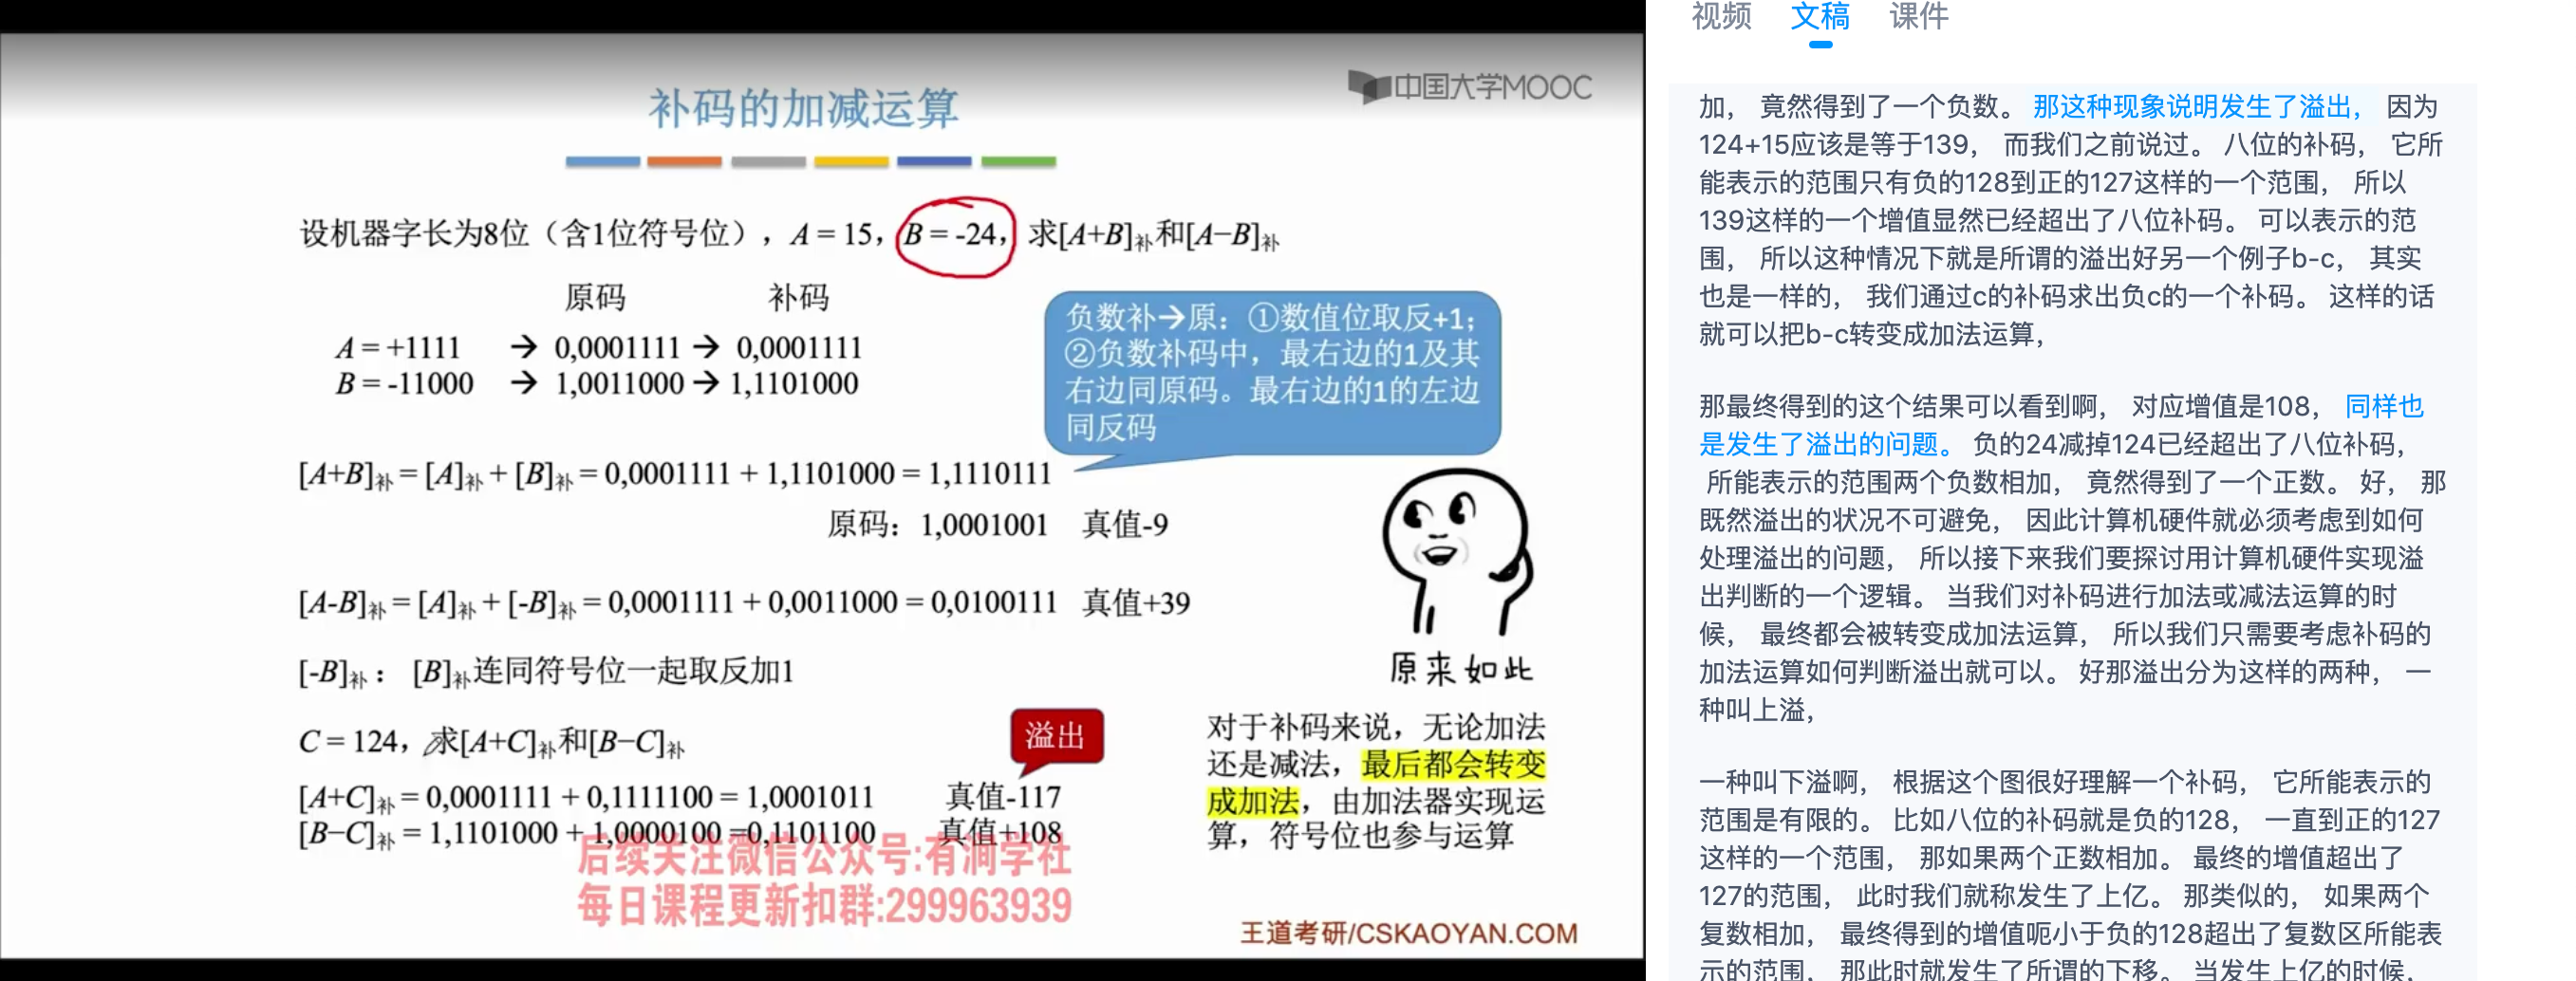 中国大学MOOC
补码的加减运算
设机器字长为8位（含1位符号位），A = 15，B = -24，求[A+B]补和[A−B]补
原码 补码
A = +1111 → 0,0001111 → 0,0001111
B = -11000 → 1,0011000 → 1,1101000
负数补→原：①数值位取反+1；
②负数补码中，最右边的1及其
右边同原码。最右边的1的左边
同反码
[A+B]补 = [A]补 + [B]补 = 0,0001111 + 1,1101000 = 1,1110111
原码：1,0001001 真值-9
[A-B]补 = [A]补 + [-B]补 = 0,0001111 + 0,0011000 = 0,0100111 真值+39
[-B]补： [B]补连同符号位一起取反加1
原来如此
C = 124，求[A+C]补和[B−C]补
溢出
[A+C]补 = 0,0001111 + 0,1111100 = 1,0001011 真值-117
[B−C]补 = 1,1101000 + 1,0000100 =0,1101100 真值+108
对于补码来说，无论加法
还是减法，最后都会转变
成加法，由加法器实现运
算，符号位也参与运算
后续关注微信公众号:有涧学社
每日课程更新扣群:299963939
王道考研/CSKAOYAN.COM
视频 文稿 课件
加， 竟然得到了一个负数。 那这种现象说明发生了溢出， 因为
124+15应该是等于139， 而我们之前说过。 八位的补码， 它所
能表示的范围只有负的128到正的127这样的一个范围， 所以
139这样的一个增值显然已经超出了八位补码。 可以表示的范
围， 所以这种情况下就是所谓的溢出好另一个例子b-c， 其实
也是一样的， 我们通过c的补码求出负c的一个补码。 这样的话
就可以把b-c转变成加法运算，
那最终得到的这个结果可以看到啊， 对应增值是108， 同样也
是发生了溢出的问题。 负的24减掉124已经超出了八位补码，
所能表示的范围两个负数相加， 竟然得到了一个正数。 好， 那
既然溢出的状况不可避免， 因此计算机硬件就必须考虑到如何
处理溢出的问题， 所以接下来我们要探讨用计算机硬件实现溢
出判断的一个逻辑。 当我们对补码进行加法或减法运算的时
候， 最终都会被转变成加法运算， 所以我们只需要考虑补码的
加法运算如何判断溢出就可以。 好那溢出分为这样的两种， 一
种叫上溢，
一种叫下溢啊， 根据这个图很好理解一个补码， 它所能表示的
范围是有限的。 比如八位的补码就是负的128， 一直到正的127
这样的一个范围， 那如果两个正数相加。 最终的增值超出了
127的范围， 此时我们就称发生了上亿。 那类似的， 如果两个
复数相加， 最终得到的增值呃小于负的128超出了复数区所能表
示的范围， 那此时就发生了所谓的下移。 当发生上亿的时候，